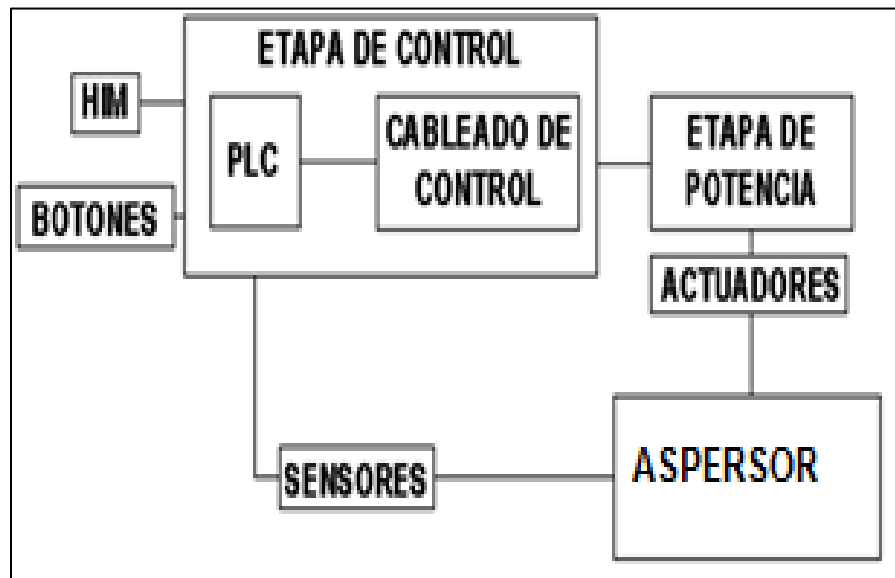 ETAPA DE CONTROL
HIM
PLC
CABLEADO DE
CONTROL
ETAPA DE
POTENCIA
BOTONES
ACTUADORES
ASPERSOR
SENSORES